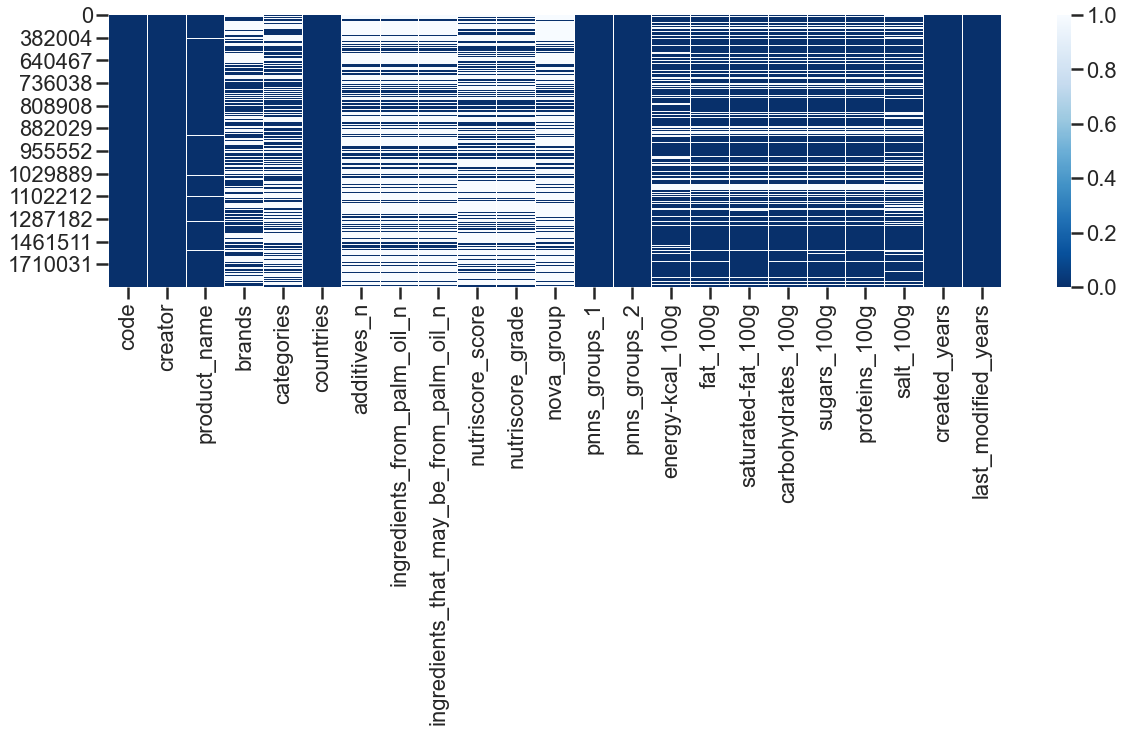 0
382004
640467
736038
808908
882029
955552
1029889
1102212
1287182
1461511
1710031
code
creator
product_name
brands
categories
countries
additives_n
ingredients_from_palm_oil_n
ingredients_that_may_be_from_palm_oil_n
nutriscore_score
nutriscore_grade
nova_group
pnns_groups_1
pnns_groups_2
energy-kcal_100g
fat_100g
saturated-fat_100g
carbohydrates_100g
sugars_100g
proteins_100g
salt_100g
created_years
last_modified_years
1.0
0.8
0.6
0.4
0.2
0.0